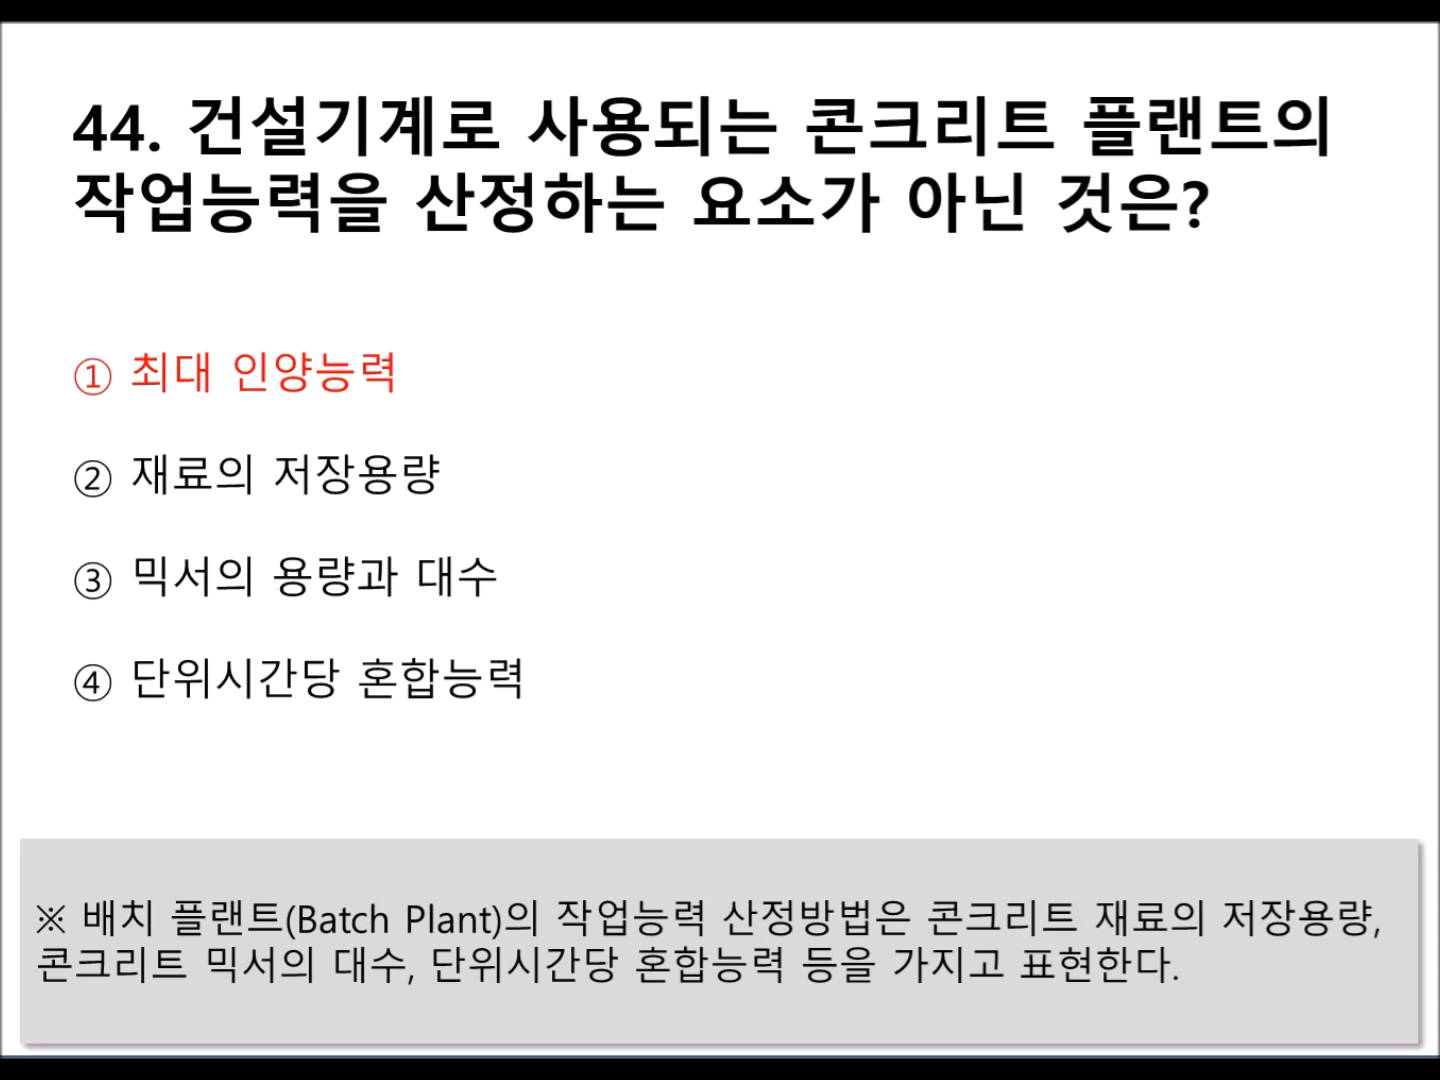 44. 건설기계로 사용되는 콘크리트 플랜트의
작업능력을 산정하는 요소가 아닌 것은?
① 최대 인양능력
② 재료의 저장용량
③ 믹서의 용량과 대수
④ 단위시간당 혼합능력
※ 배치 플랜트(Batch Plant)의 작업능력 산정방법은 콘크리트 재료의 저장용량,
콘크리트 믹서의 대수, 단위시간당 혼합능력 등을 가지고 표현한다.